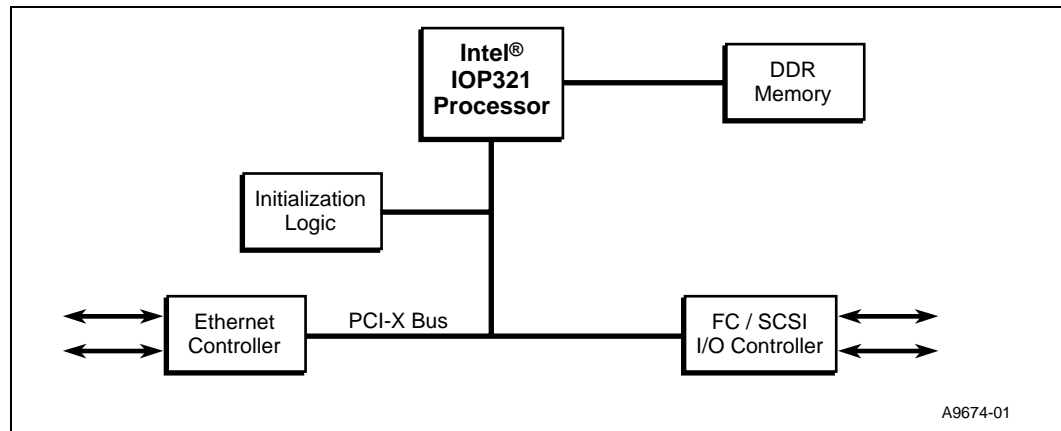 Intel®
IOP321
Processor
DDR
Memory
Initialization
Logic
Ethernet
Controller
PCI-X Bus
FC / SCSI
I/O Controller
A9674-01